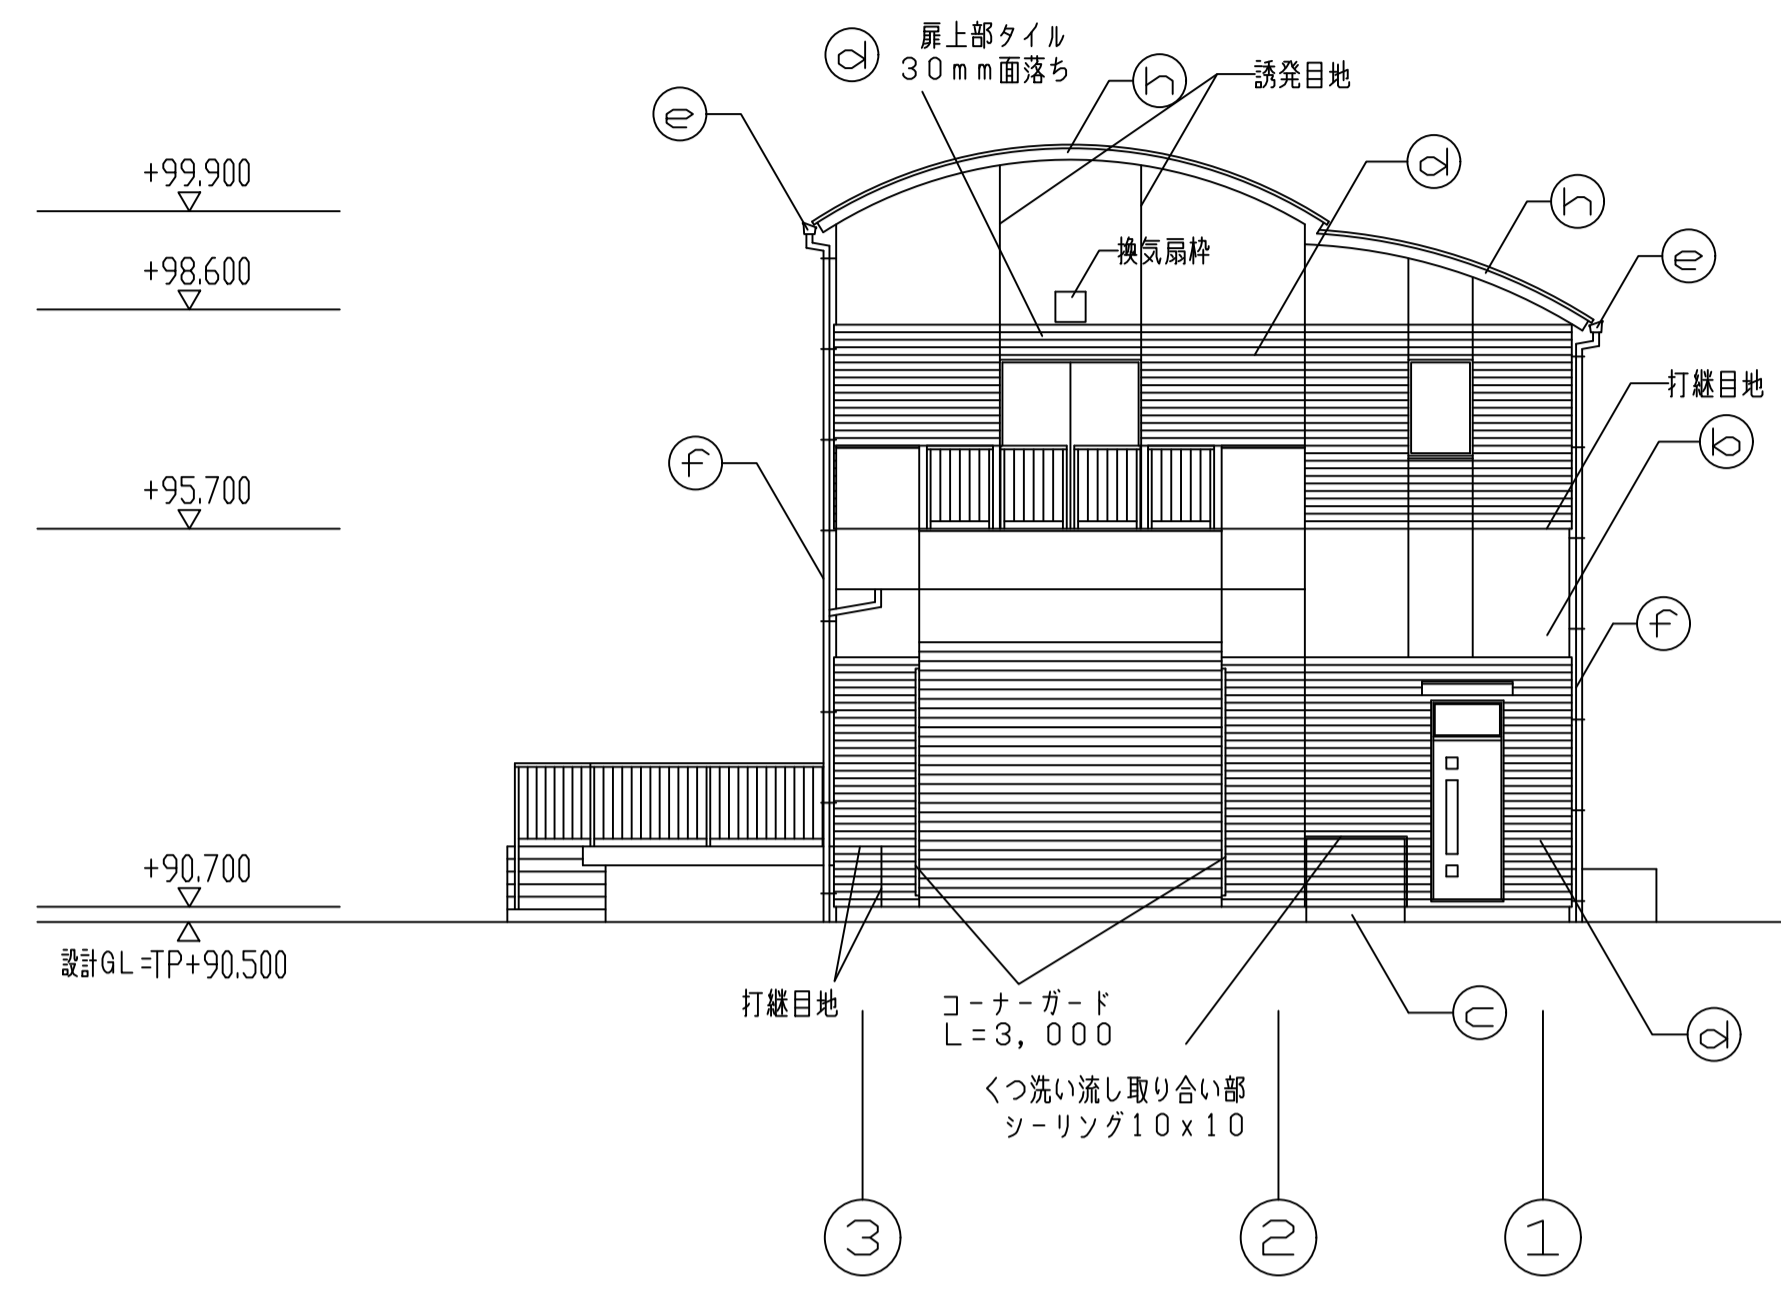 扉上部タイル
30mm面落ち
d
h
誘発目地
e
d
+99.900
h
換気扇枠
e
+98.600
打継目地
b
f
+95.700
f
+90.700
設計GL=TP+90.500
打継目地
コーナーガード
L=3,000
d
くつ洗い流し取り合い部
シーリング10x10
3
2
1